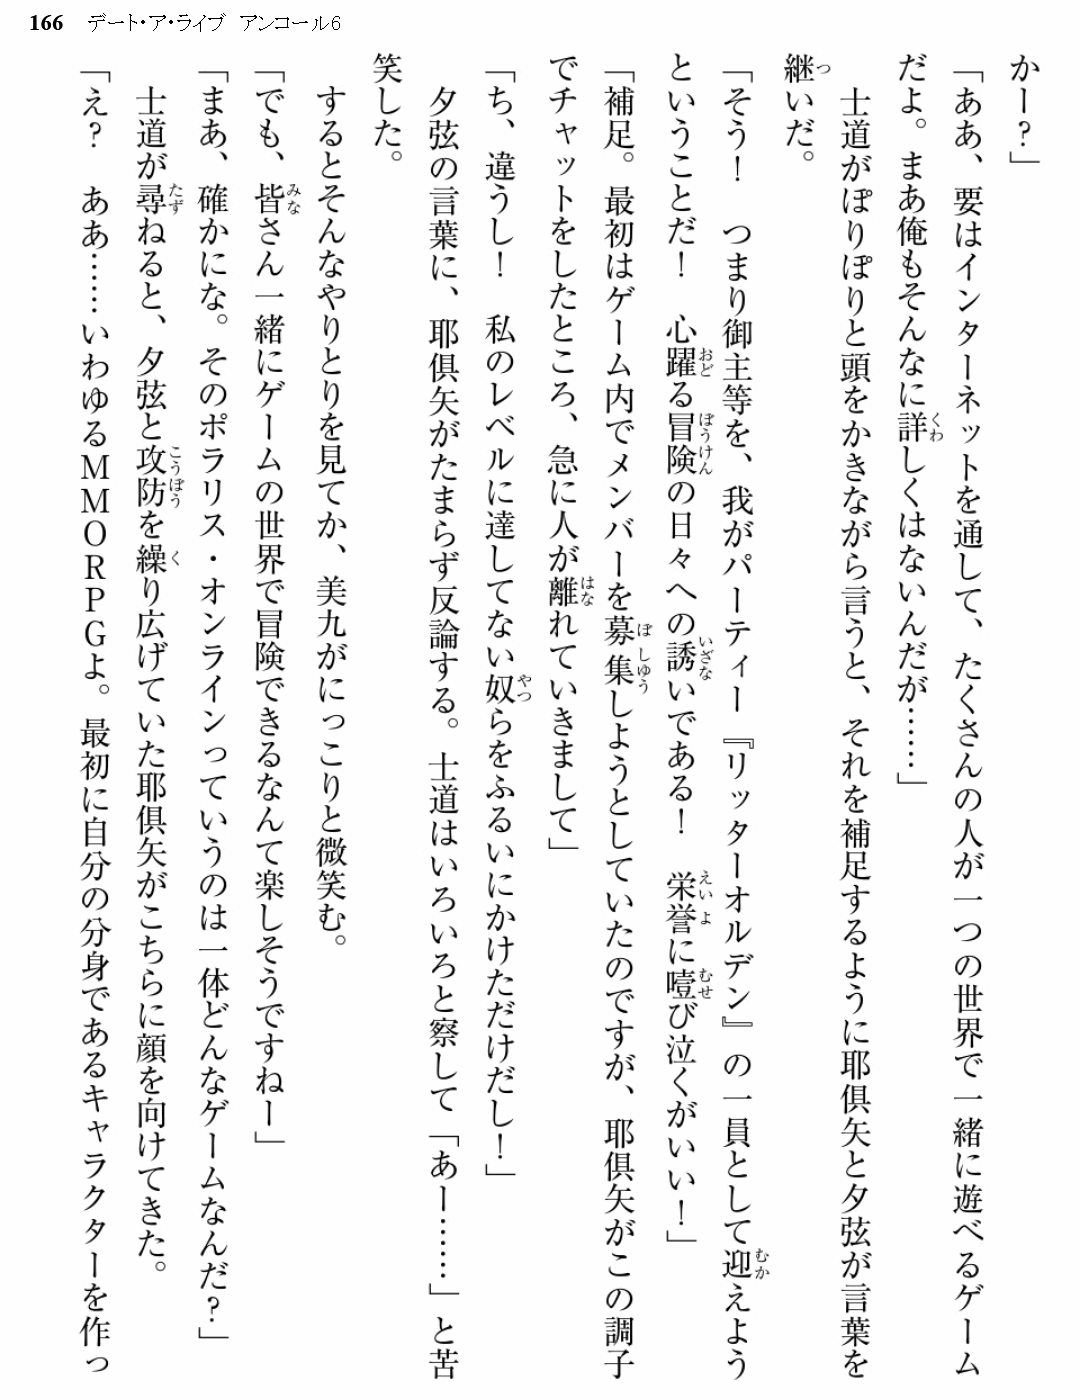 166 デート・ア・ライブ アンコール6
かー？」
「ああ、要はインターネットを通して、たくさんの人が一つの世界で一緒に遊べるゲーム
だよ。まあ俺もそんなに詳しくはないんだが……」
　士道がぽりぽりと頭をかきながら言うと、それを補足するように耶倶矢と夕弦が言葉を
継いだ。
「そう！　つまり御主等を、我がパーティー『リッターオルデン』の一員として迎えよう
ということだ！　心躍る冒険の日々への誘いである！　栄誉に噎び泣くがいい！」
「補足。最初はゲーム内でメンバーを募集しようとしていたのですが、耶倶矢がこの調子
でチャットをしたところ、急に人が離れていきまして」
「ち、違うし！　私のレベルに達してない奴らをふるいにかけただけだし！」
　夕弦の言葉に、耶倶矢がたまらず反論する。士道はいろいろと察して「あー……」と苦
笑した。
　するとそんなやりとりを見てか、美九がにっこりと微笑む。
「でも、皆さん一緒にゲームの世界で冒険できるなんて楽しそうですねー」
「まあ、確かにな。そのポラリス・オンラインっていうのは一体どんなゲームなんだ？」
　士道が尋ねると、夕弦と攻防を繰り広げていた耶倶矢がこちらに顔を向けてきた。
「え？　ああ……いわゆるＭＭＯＲＰＧよ。最初に自分の分身であるキャラクターを作っ